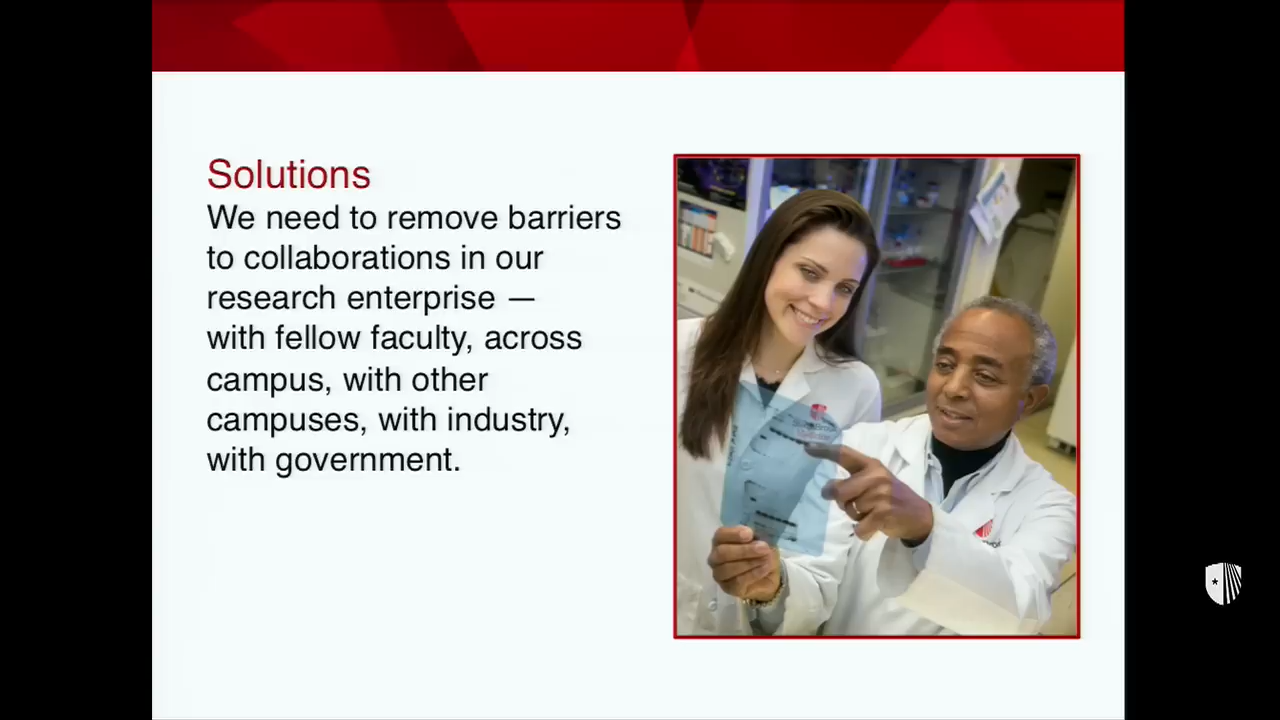 Solutions
We need to remove barriers
to collaborations in our
research enterprise —
with fellow faculty, across
campus, with other
campuses, with industry,
with government.